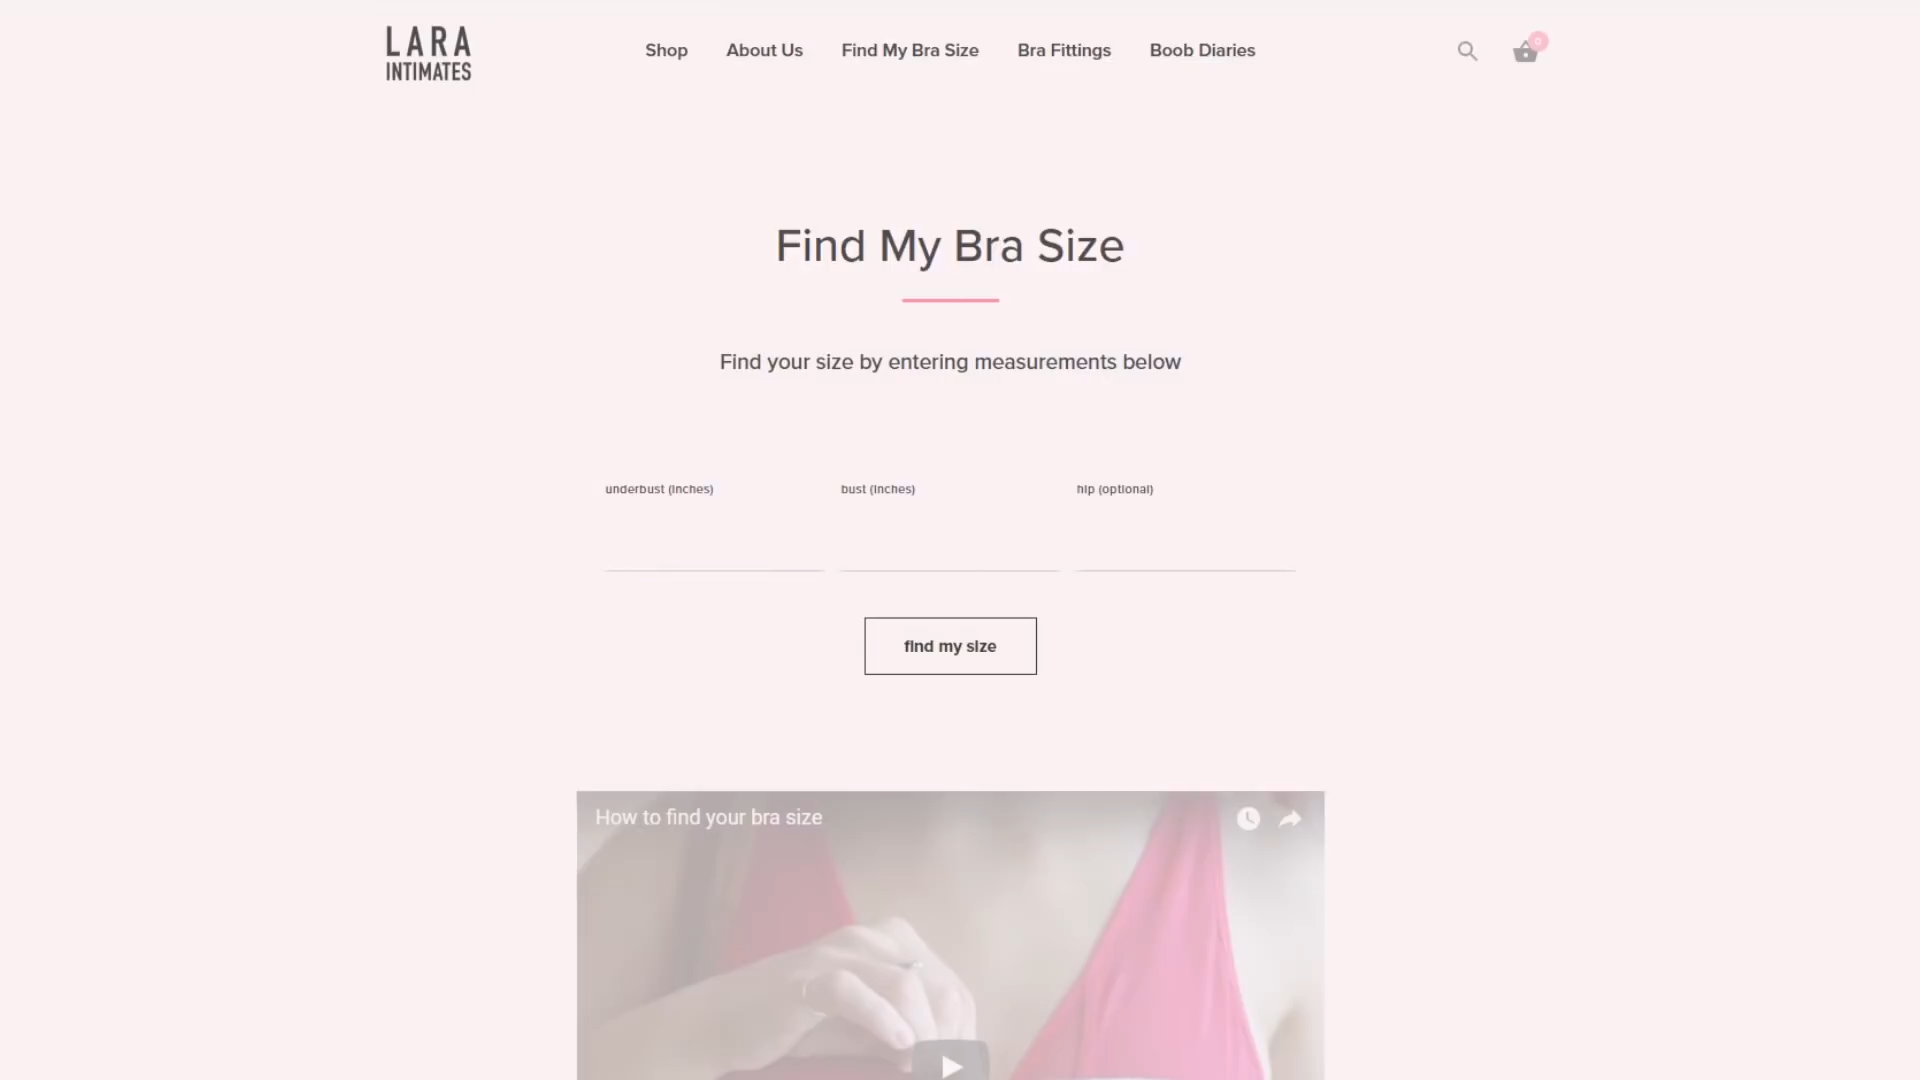 LARA
INTIMATES
Shop
About Us
Find My Bra Size
Bra Fittings
Boob Diaries
0
Find My Bra Size
Find your size by entering measurements below
underbust (inches)
bust (inches)
hip (optional)
find my size
How to find your bra size